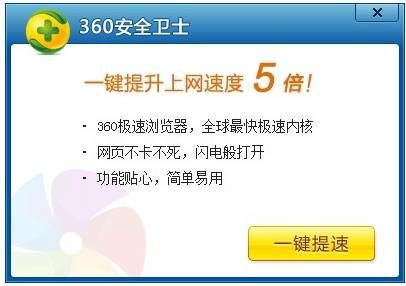 360安全卫士
一键提升上网速度 5 倍!
- 360极速浏览器，全球最快极速内核
- 网页不卡不死，闪电般打开
- 功能贴心，简单易用
一键提速